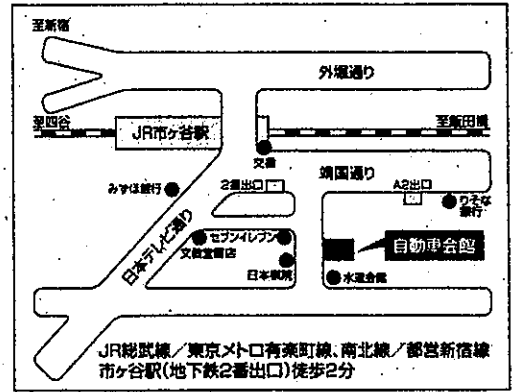 至新宿
外堀通り
至四谷
JR市ヶ谷駅
至飯田橋
交番
靖国通り
みずほ銀行
2番出口
A2出口
りそな
銀行
日本テレビ通り
セブンイレブン
文教堂書店
自動車会館
日本棋院
水道会館
JR総武線／東京メトロ有楽町線、南北線／都営新宿線
市ヶ谷駅(地下鉄2番出口)徒歩2分